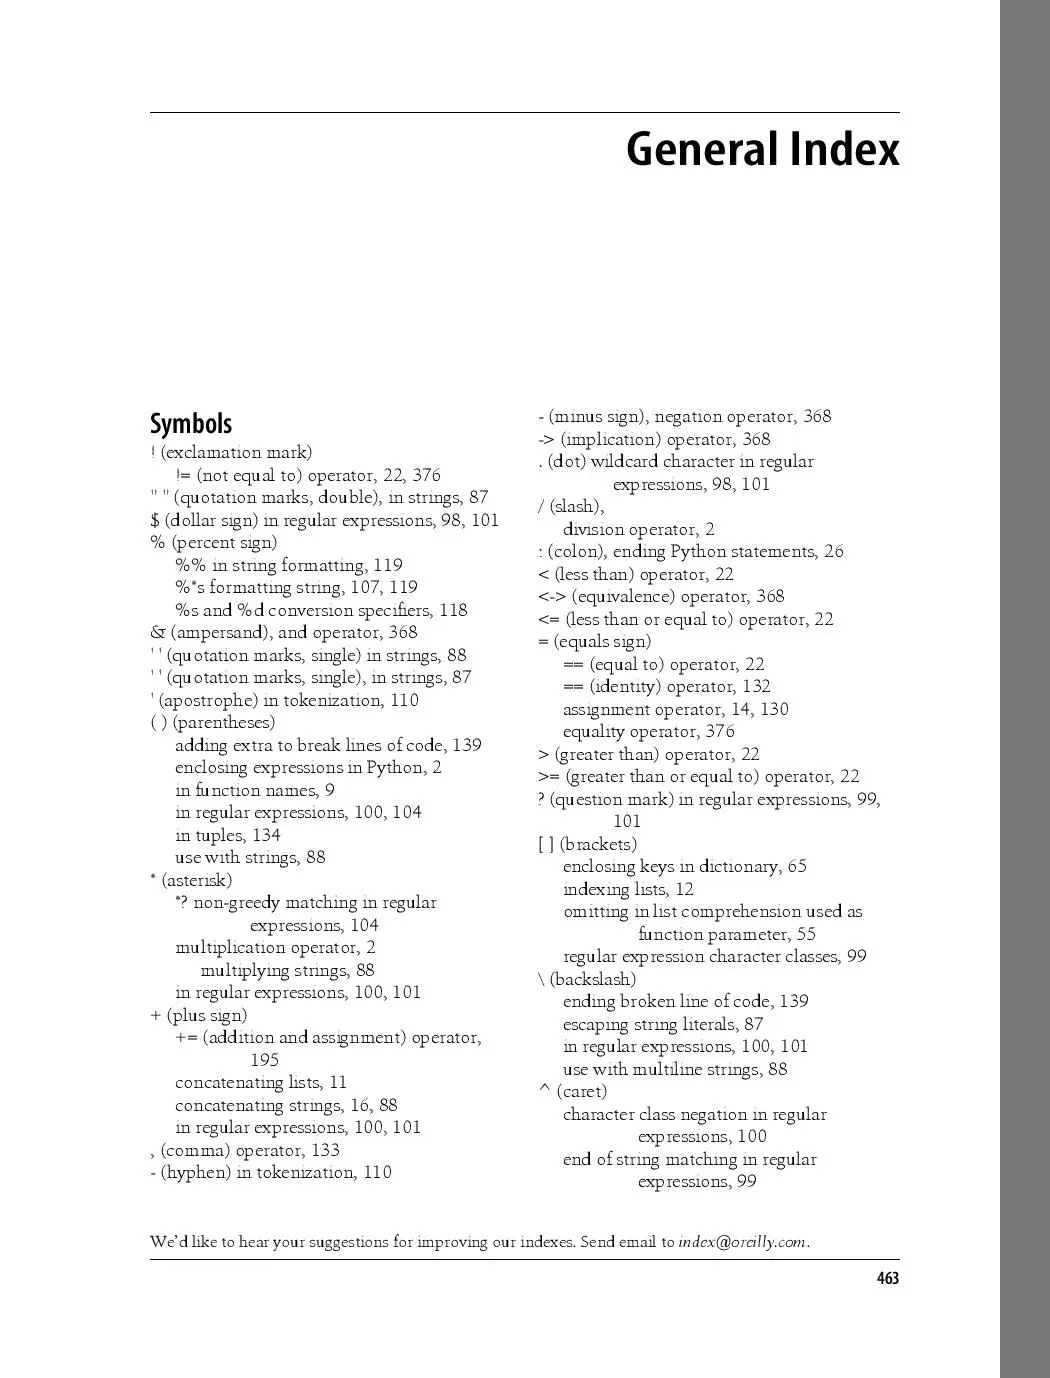 General Index
Symbols
! (exclamation mark)
!= (not equal to) operator, 22, 376
" " (quotation marks, double), in strings, 87
$ (dollar sign) in regular expressions, 98, 101
% (percent sign)
%% in string formatting, 119
%*s formatting string, 107, 119
%s and %d conversion specifiers, 118
& (ampersand), and operator, 368
' ' (quotation marks, single) in strings, 88
' ' (quotation marks, single), in strings, 87
' (apostrophe) in tokenization, 110
( ) (parentheses)
adding extra to break lines of code, 139
enclosing expressions in Python, 2
in function names, 9
in regular expressions, 100, 104
in tuples, 134
use with strings, 88
* (asterisk)
*? non-greedy matching in regular
expressions, 104
multiplication operator, 2
multiplying strings, 88
in regular expressions, 100, 101
+ (plus sign)
+= (addition and assignment) operator,
195
concatenating lists, 11
concatenating strings, 16, 88
in regular expressions, 100, 101
, (comma) operator, 133
- (hyphen) in tokenization, 110
- (minus sign), negation operator, 368
-> (implication) operator, 368
. (dot) wildcard character in regular
expressions, 98, 101
/ (slash),
division operator, 2
: (colon), ending Python statements, 26
< (less than) operator, 22
<-> (equivalence) operator, 368
<= (less than or equal to) operator, 22
= (equals sign)
== (equal to) operator, 22
== (identity) operator, 132
assignment operator, 14, 130
equality operator, 376
> (greater than) operator, 22
>= (greater than or equal to) operator, 22
? (question mark) in regular expressions, 99,
101
[ ] (brackets)
enclosing keys in dictionary, 65
indexing lists, 12
omitting in list comprehension used as
function parameter, 55
regular expression character classes, 99
\ (backslash)
ending broken line of code, 139
escaping string literals, 87
in regular expressions, 100, 101
use with multiline strings, 88
^ (caret)
character class negation in regular
expressions, 100
end of string matching in regular
expressions, 99
We'd like to hear your suggestions for improving our indexes. Send email to index@oreilly.com.
463